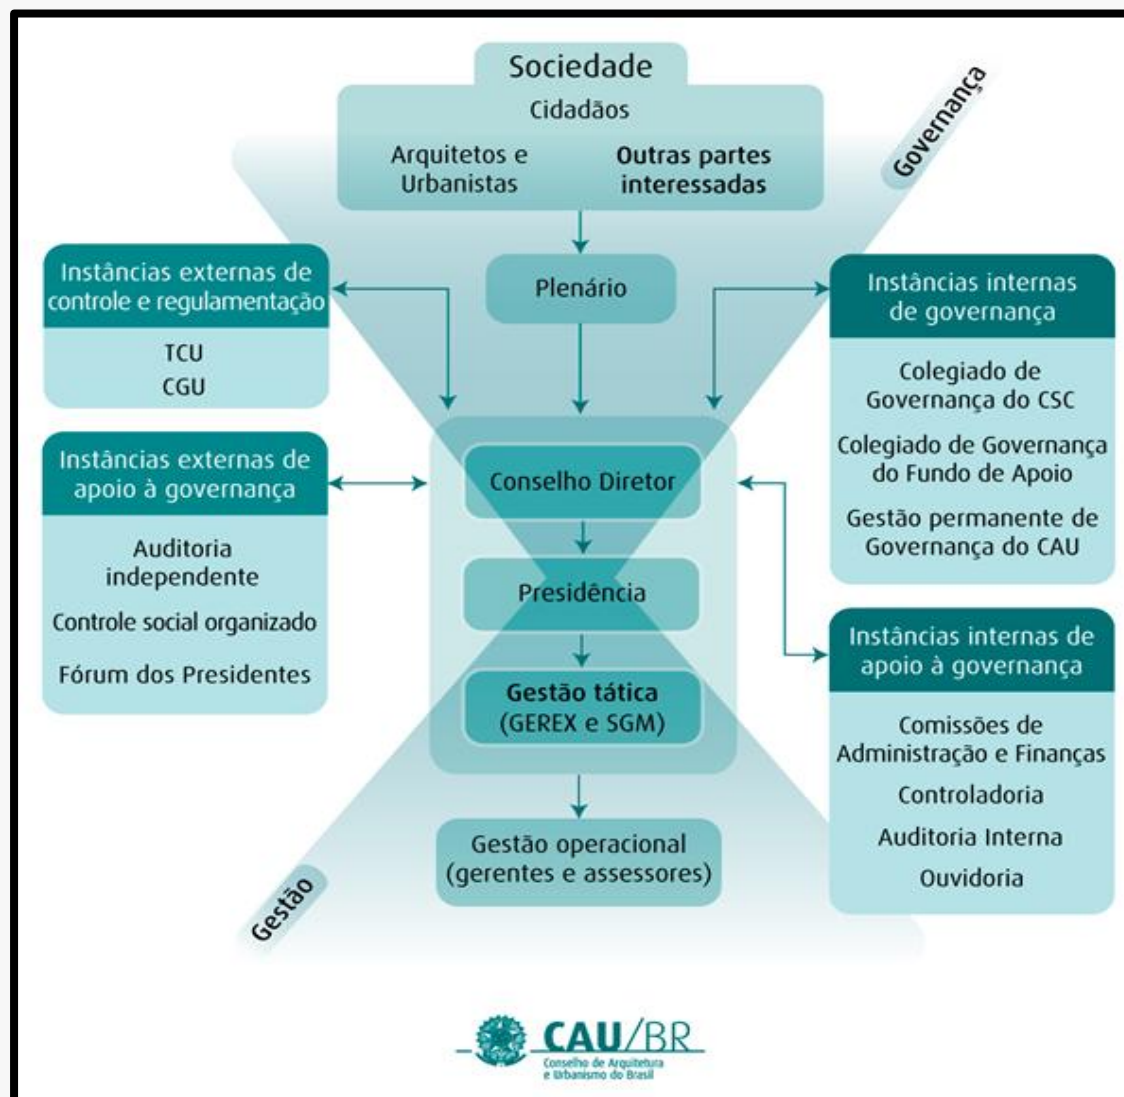 Sociedade
Cidadãos
Arquitetos e
Urbanistas
Outras partes
interessadas
Governança
Plenário
Instâncias externas de
controle e regulamentação
TCU
CGU
Instâncias internas
de governança
Colegiado de
Governança do CSC
Colegiado de Governança
do Fundo de Apoio
Gestão permanente de
Governança do CAU
Instâncias externas de
apoio à governança
Auditoria
independente
Controle social organizado
Fórum dos Presidentes
Conselho Diretor
Presidência
Gestão tática
(GEREX e SGM)
Instâncias internas de
apoio à governança
Comissões de
Administração e Finanças
Controladoria
Auditoria Interna
Ouvidoria
Gestão operacional
(gerentes e assessores)
Gestão
CAU/BR
Conselho de Arquitetura
e Urbanismo do Brasil